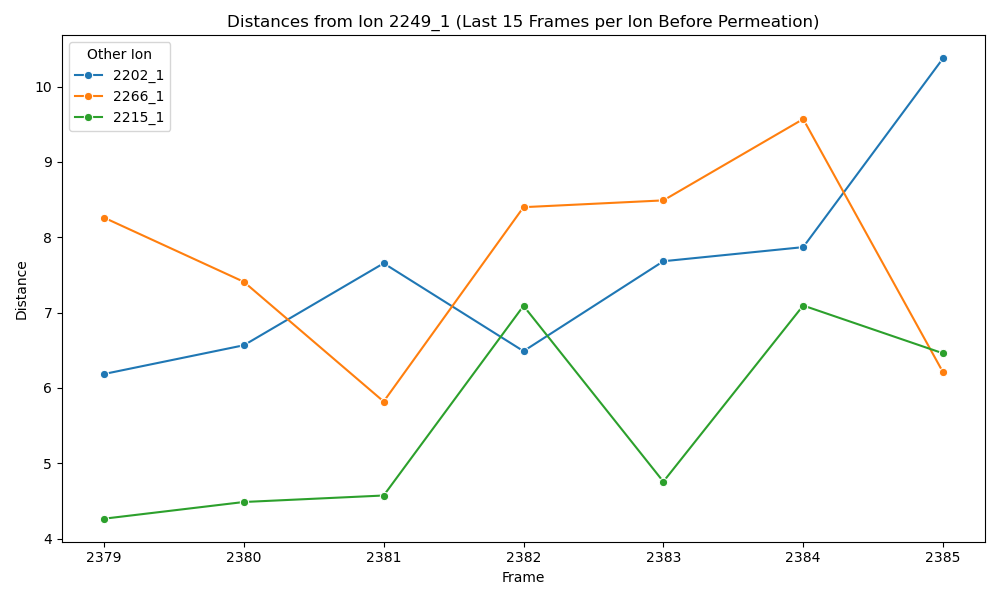 Distances from Ion 2249_1 (Last 15 Frames per Ion Before Permeation)
Other Ion
2202_1
2266_1
2215_1
Distance
10
9
8
7
6
5
4
2379 2380 2381 2382 2383 2384 2385
Frame